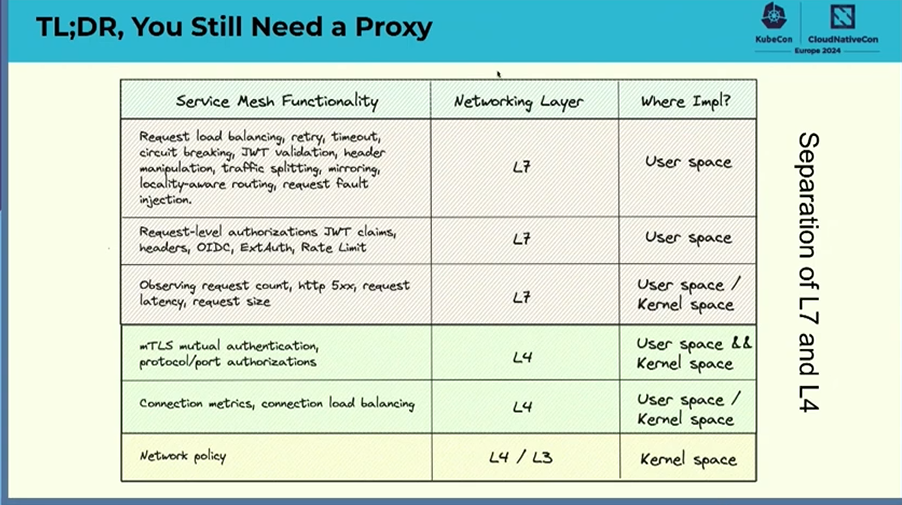 TL;DR, You Still Need a Proxy
KubeCon
CloudNativeCon
Europe 2024
Service Mesh Functionality
Networking Layer
Where Impl?
Request load balancing, retry, timeout,
circuit breaking, JWT validation, header
manipulation, traffic splitting, mirroring,
locality-aware routing, request fault
injection.
L7
User space
Request-level authorizations JWT claims,
headers, OIDC, ExtAuth, Rate Limit
L7
User space
Observing request count, http 5xx, request
latency, request size
L7
User space /
Kernel space
mTLS mutual authentication,
protocol/port authorizations
L4
User space &&
Kernel space
Connection metrics, connection load balancing
L4
User space /
Kernel space
Network policy
L4 / L3
Kernel space
Separation of L7 and L4